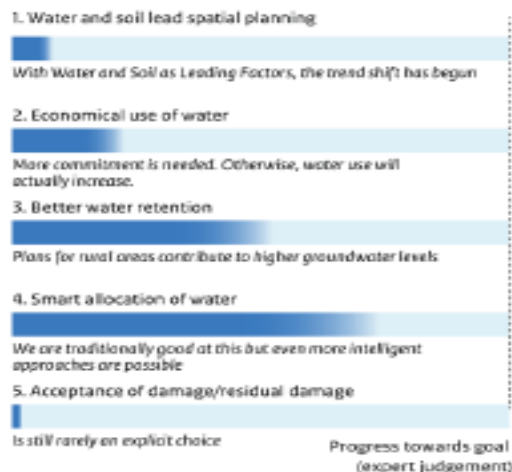 1. Water and soil lead spatial planning
With Water and Soil as Leading Factors, the trend shift has begun
2. Economical use of water
More commitment is needed. Otherwise, water use will
actually increase.
3. Better water retention
Plans for rural areas contribute to higher groundwater levels
4. Smart allocation of water
We are traditionally good at this but even more intelligent
approaches are possible
5. Acceptance of damage/residual damage
Is still rarely an explicit choice
Progress towards goal
(expert judgement)